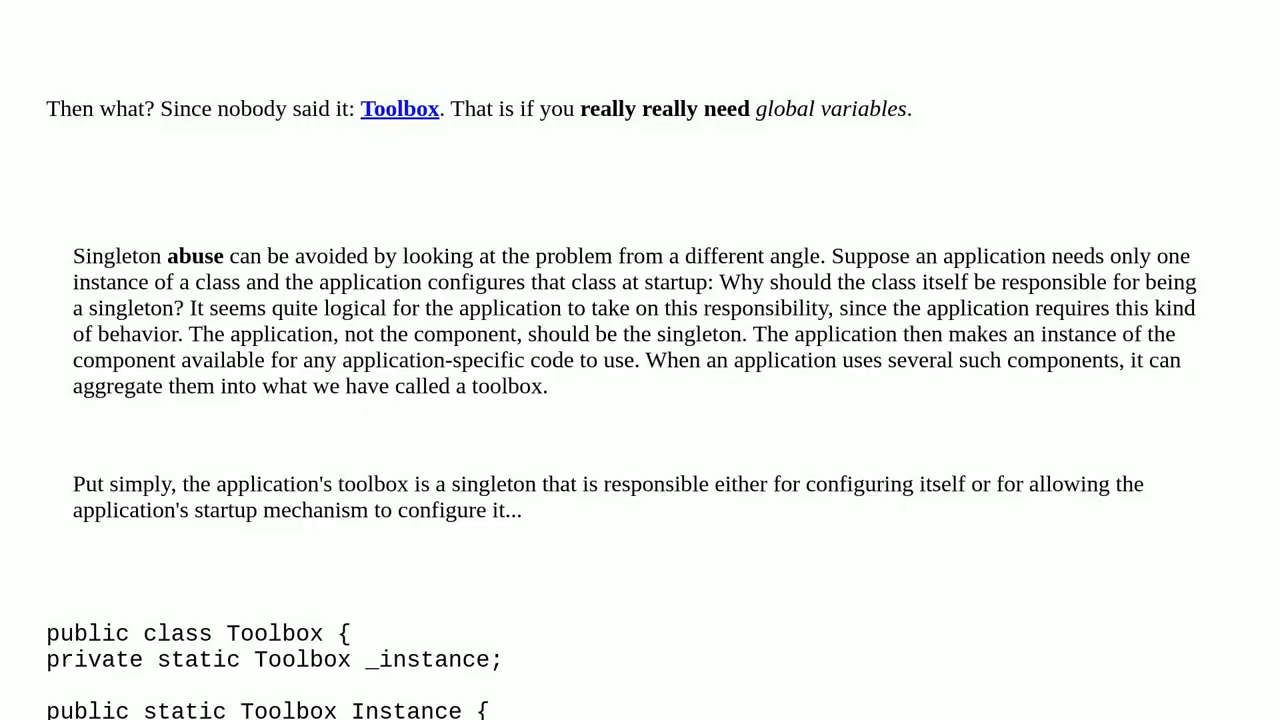 Then what? Since nobody said it: Toolbox. That is if you really really need global variables.
Singleton abuse can be avoided by looking at the problem from a different angle. Suppose an application needs only one
instance of a class and the application configures that class at startup: Why should the class itself be responsible for being
a singleton? It seems quite logical for the application to take on this responsibility, since the application requires this kind
of behavior. The application, not the component, should be the singleton. The application then makes an instance of the
component available for any application-specific code to use. When an application uses several such components, it can
aggregate them into what we have called a toolbox.
Put simply, the application's toolbox is a singleton that is responsible either for configuring itself or for allowing the
application's startup mechanism to configure it...
public class Toolbox {
private static Toolbox _instance;
public static Toolbox Instance {